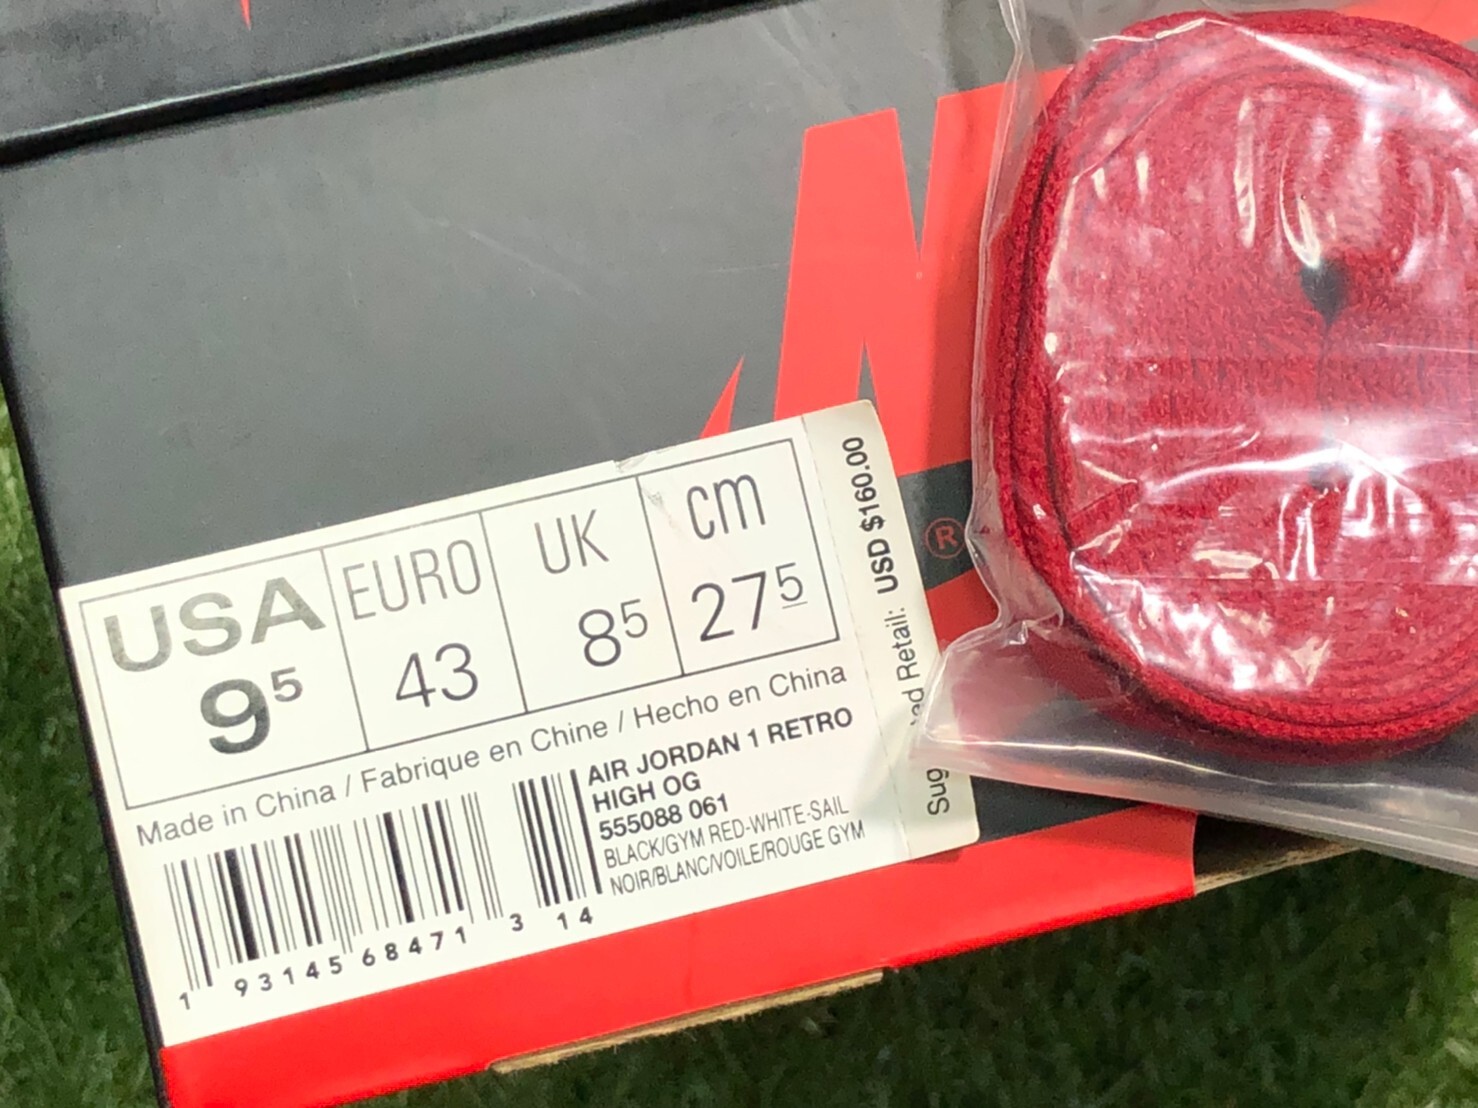 USA EURO UK cm
9⁵ 43 8⁵ 27⁵
Made in China / Fabrique en Chine / Hecho en China
AIR JORDAN 1 RETRO
HIGH OG
555088 061
BLACK/GYM RED-WHITE-SAIL
NOIR/BLANC/VOILE/ROUGE GYM
1 93145 68471 3 14
Retail: USD $160.00
®